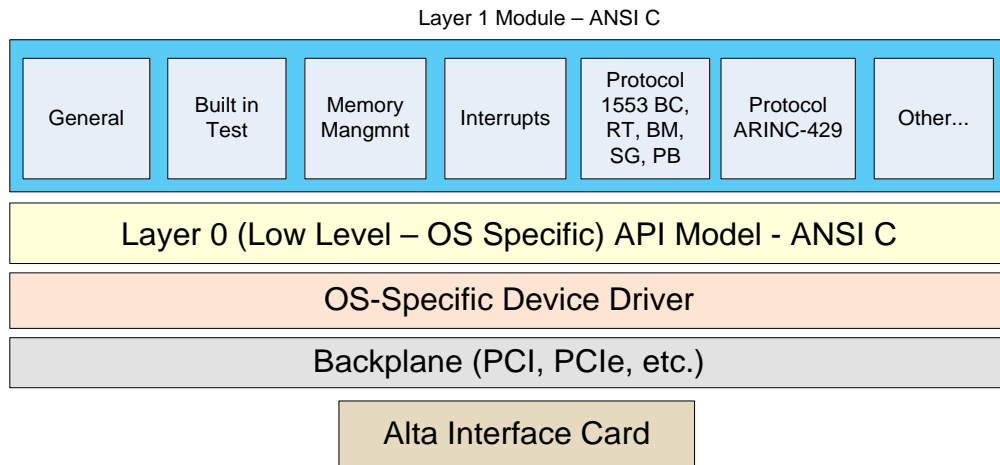 Layer 1 Module – ANSI C
General
Built in
Test
Memory
Mangmnt
Interrupts
Protocol
1553 BC,
RT, BM,
SG, PB
Protocol
ARINC-429
Other...
Layer 0 (Low Level – OS Specific) API Model - ANSI C
OS-Specific Device Driver
Backplane (PCI, PCIe, etc.)
Alta Interface Card